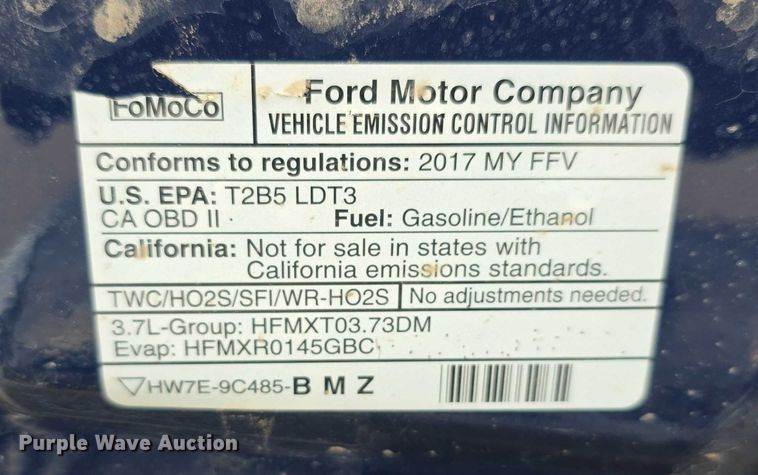 FoMoCo
Ford Motor Company
VEHICLE EMISSION CONTROL INFORMATION
Conforms to regulations: 2017 MY FFV
U.S. EPA: T2B5 LDT3
CA OBD II
Fuel: Gasoline/Ethanol
California: Not for sale in states with
California emissions standards.
TWC/HO2S/SFI/WR-HO2S No adjustments needed.
3.7L-Group: HFMXT03.73DM
Evap: HFMXR0145GBC
HW7E-9C485-B M Z
Purple Wave Auction